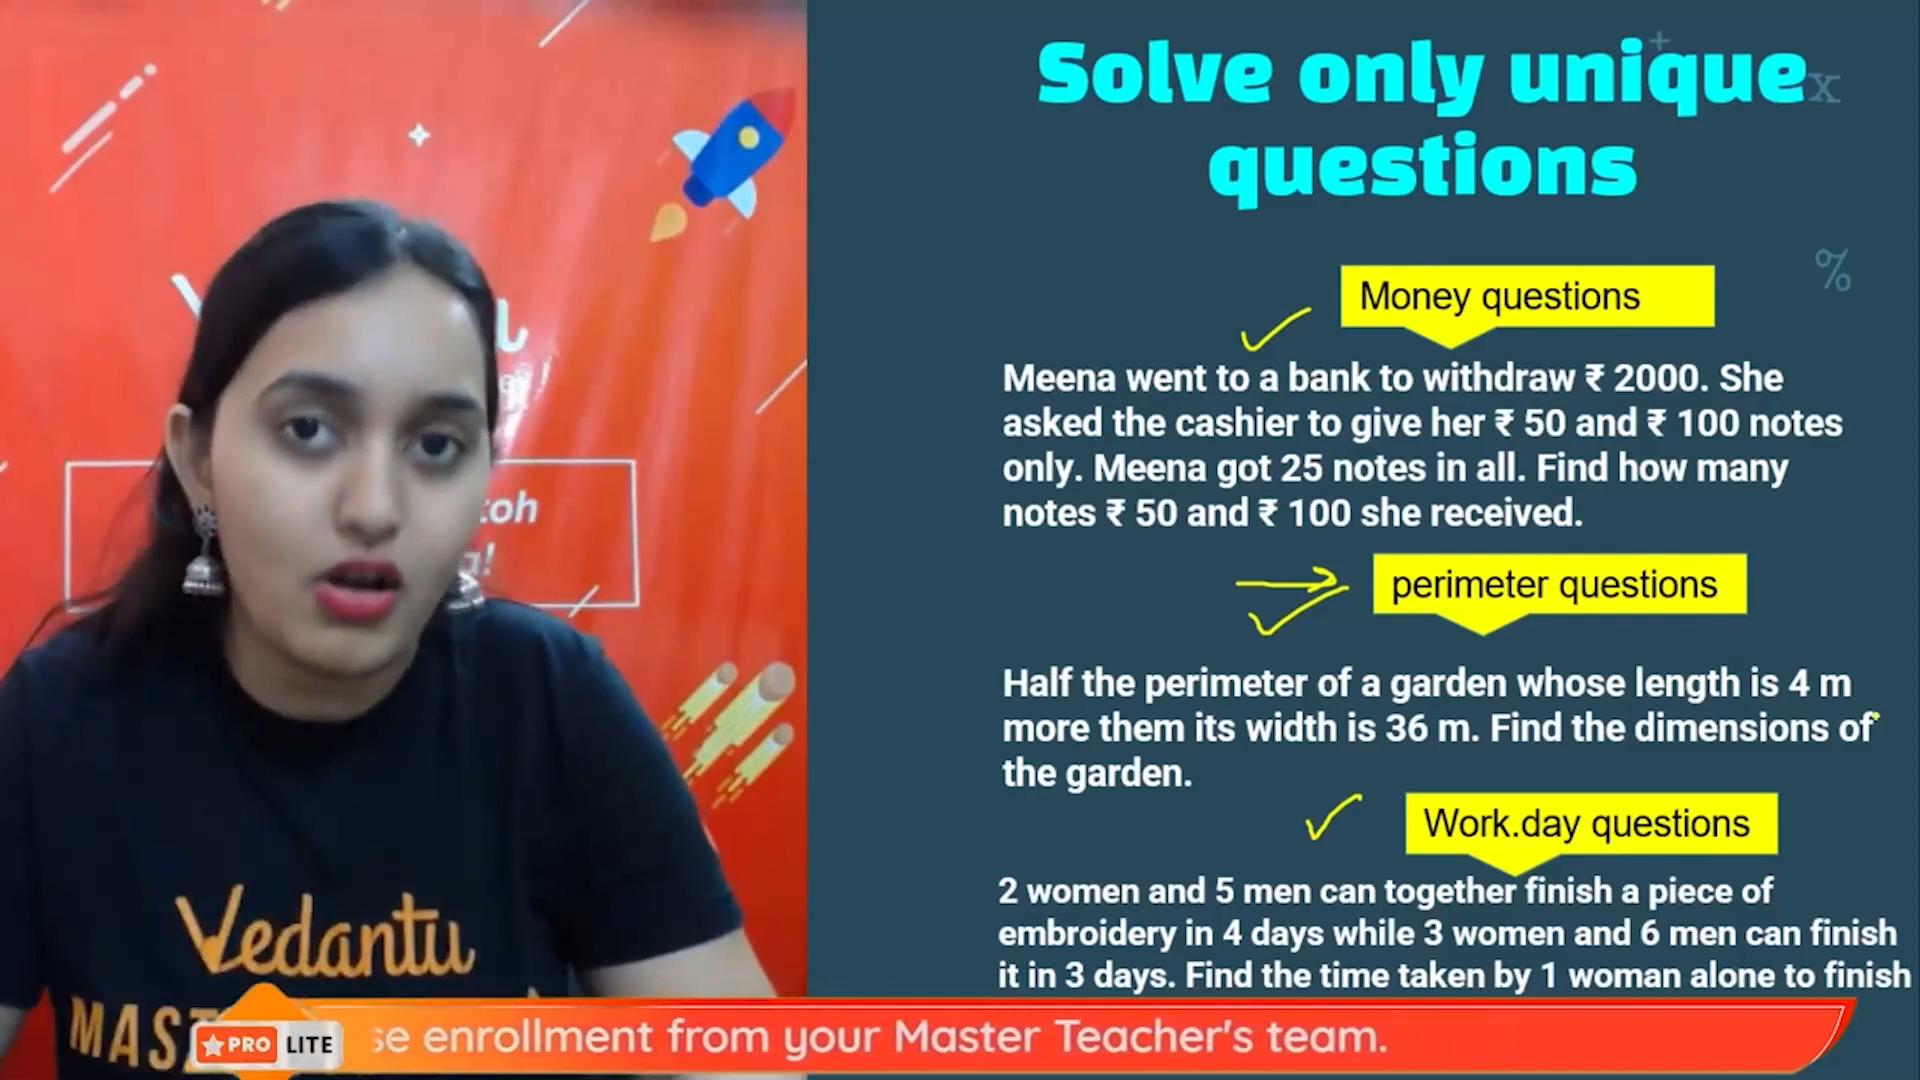 Solve only unique
questions
+
x
%
Money questions
Meena went to a bank to withdraw ₹ 2000. She
asked the cashier to give her ₹ 50 and ₹ 100 notes
only. Meena got 25 notes in all. Find how many
notes ₹ 50 and ₹ 100 she received.
perimeter questions
Half the perimeter of a garden whose length is 4 m
more them its width is 36 m. Find the dimensions of
the garden.
Work.day questions
2 women and 5 men can together finish a piece of
embroidery in 4 days while 3 women and 6 men can finish
it in 3 days. Find the time taken by 1 woman alone to finish
Vedantu
PRO LITE
enrollment from your Master Teacher's team.